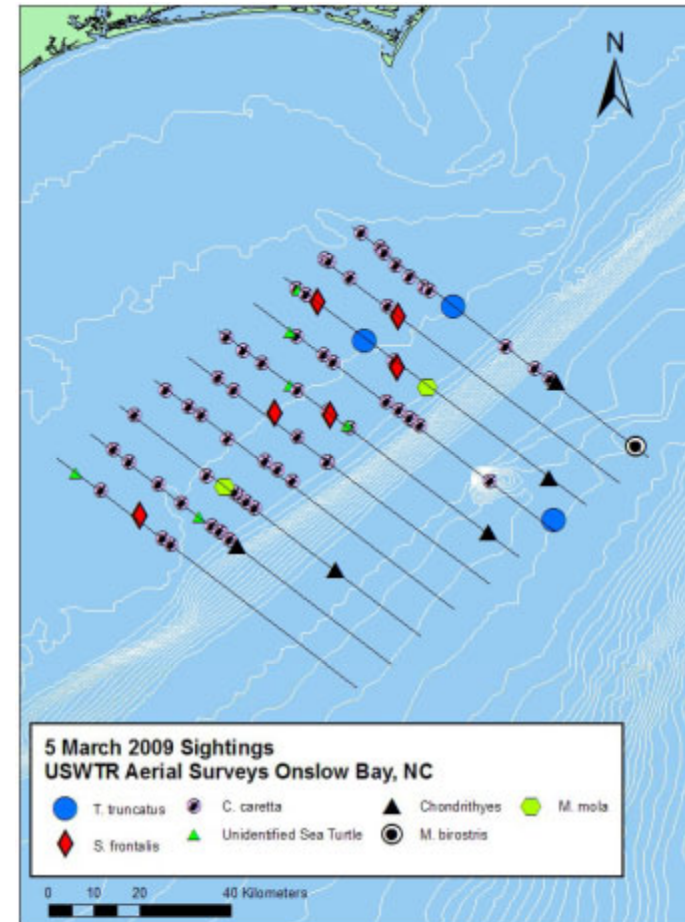 N
5 March 2009 Sightings
USWTR Aerial Surveys Onslow Bay, NC
T. truncatus C. caretta Chondrithyes M. mola
S. frontalis Unidentified Sea Turtle M. birostris
0 10 20 40 Kilometers